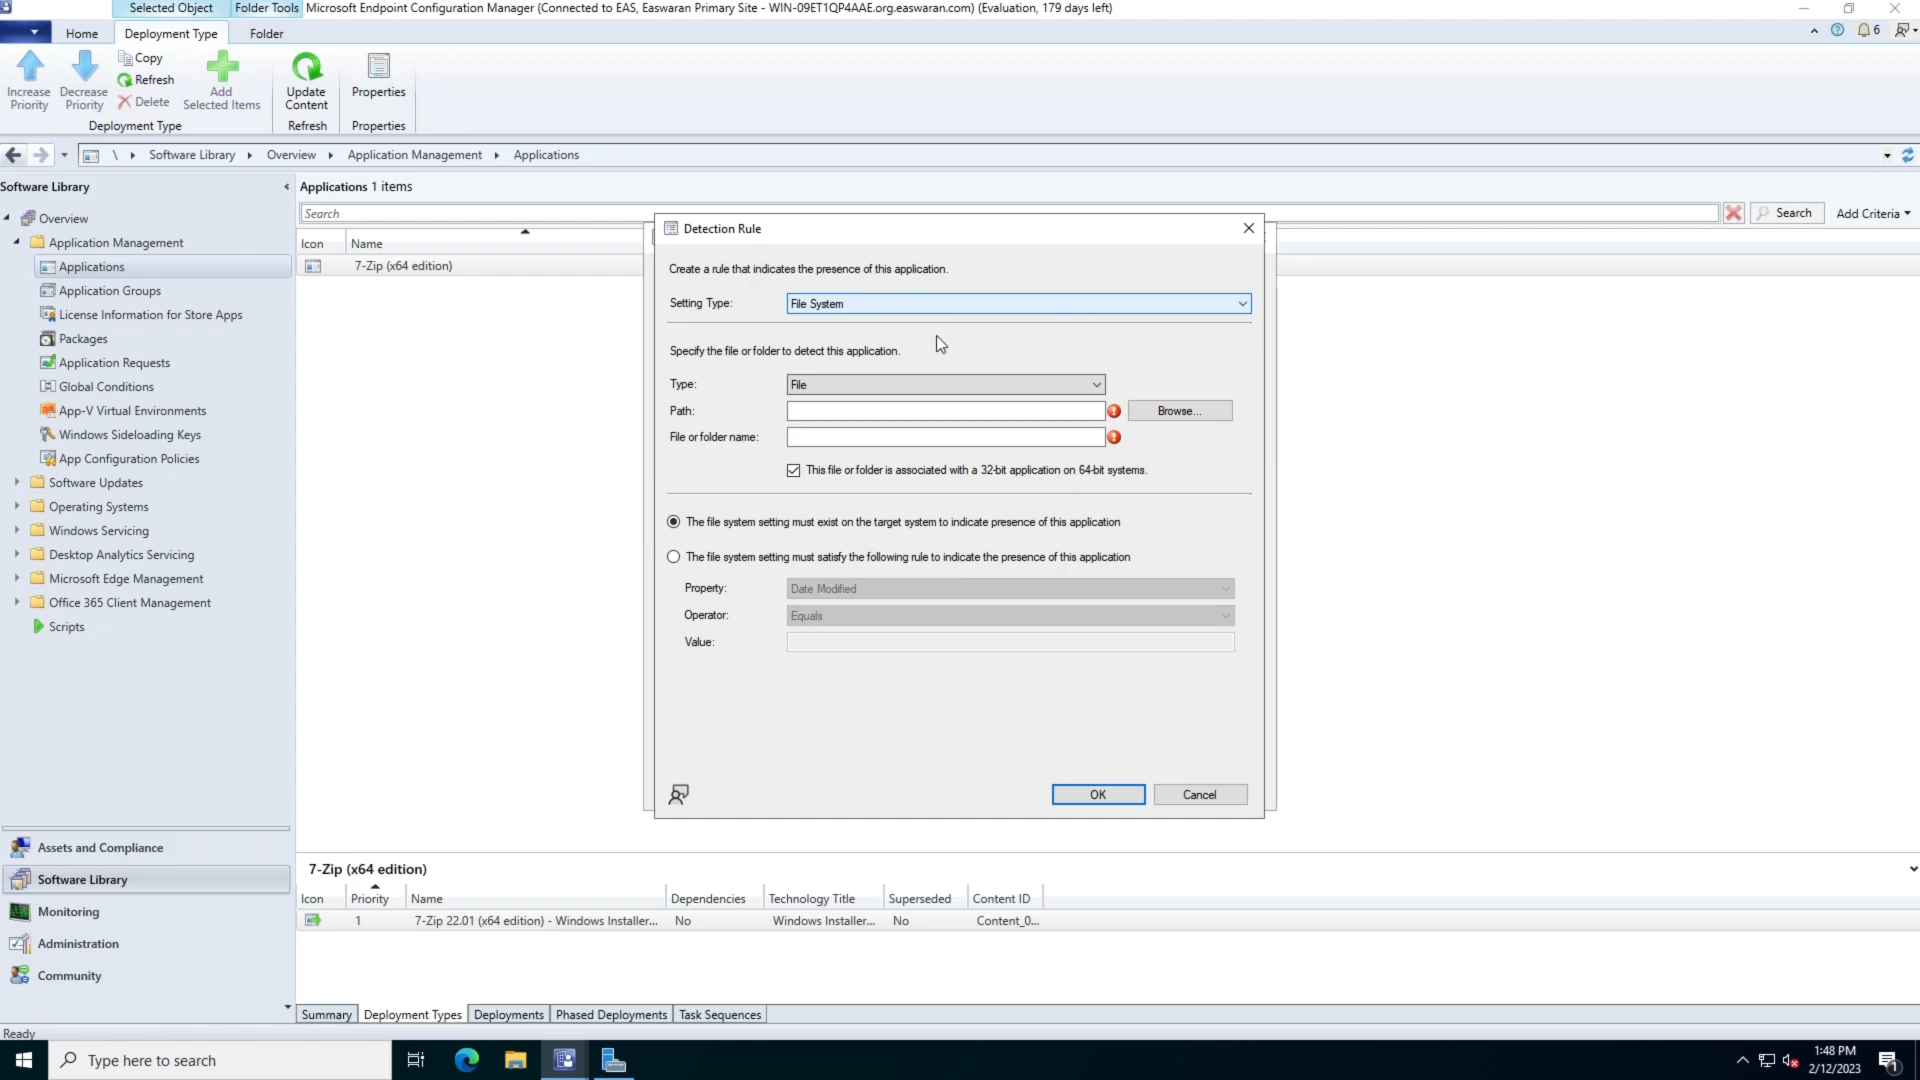 Selected Object
Folder Tools
Microsoft Endpoint Configuration Manager (Connected to EAS, Easwaran Primary Site - WIN-09ET1QP4AAE.org.easwaran.com) (Evaluation, 179 days left)
Home
Deployment Type
Folder
6
Increase Priority
Decrease Priority
Copy
Refresh
Delete
Add Selected Items
Update Content
Properties
Deployment Type
Refresh
Properties
\ Software Library Overview Application Management Applications
Software Library
Applications 1 items
Search
Search
Add Criteria
Overview
Application Management
Applications
Application Groups
License Information for Store Apps
Packages
Application Requests
Global Conditions
App-V Virtual Environments
Windows Sideloading Keys
App Configuration Policies
Software Updates
Operating Systems
Windows Servicing
Desktop Analytics Servicing
Microsoft Edge Management
Office 365 Client Management
Scripts
Icon Name
7-Zip (x64 edition)
Detection Rule
Create a rule that indicates the presence of this application.
Setting Type: File System
Specify the file or folder to detect this application.
Type: File
Path:
Browse...
File or folder name:
This file or folder is associated with a 32-bit application on 64-bit systems.
The file system setting must exist on the target system to indicate presence of this application
The file system setting must satisfy the following rule to indicate the presence of this application
Property: Date Modified
Operator: Equals
Value:
OK
Cancel
Assets and Compliance
Software Library
Monitoring
Administration
Community
7-Zip (x64 edition)
Icon Priority Name Dependencies Technology Title Superseded Content ID
1 7-Zip 22.01 (x64 edition) - Windows Installer... No Windows Installer... No Content_0...
Summary Deployment Types Deployments Phased Deployments Task Sequences
Ready
Type here to search
1:48 PM
2/12/2023
1